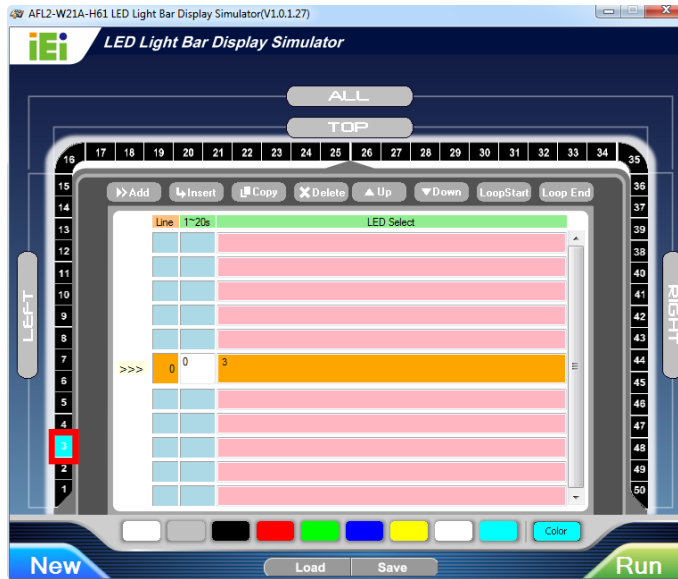 AFL2-W21A-H61 LED Light Bar Display Simulator(V1.0.1.27)
iEi LED Light Bar Display Simulator
ALL
TOP
16 17 18 19 20 21 22 23 24 25 26 27 28 29 30 31 32 33 34 35
15 Add Insert Copy Delete Up Down LoopStart Loop End 36
14 37
13 Line 1~20s LED Select 39
12 38
11 40
10 41
9 42
8 43
7 44
>>> 0 0 3
6 45
5 46
4 47
3 48
2 49
1 50
LEFT
RIGHT
Color
New Load Save Run